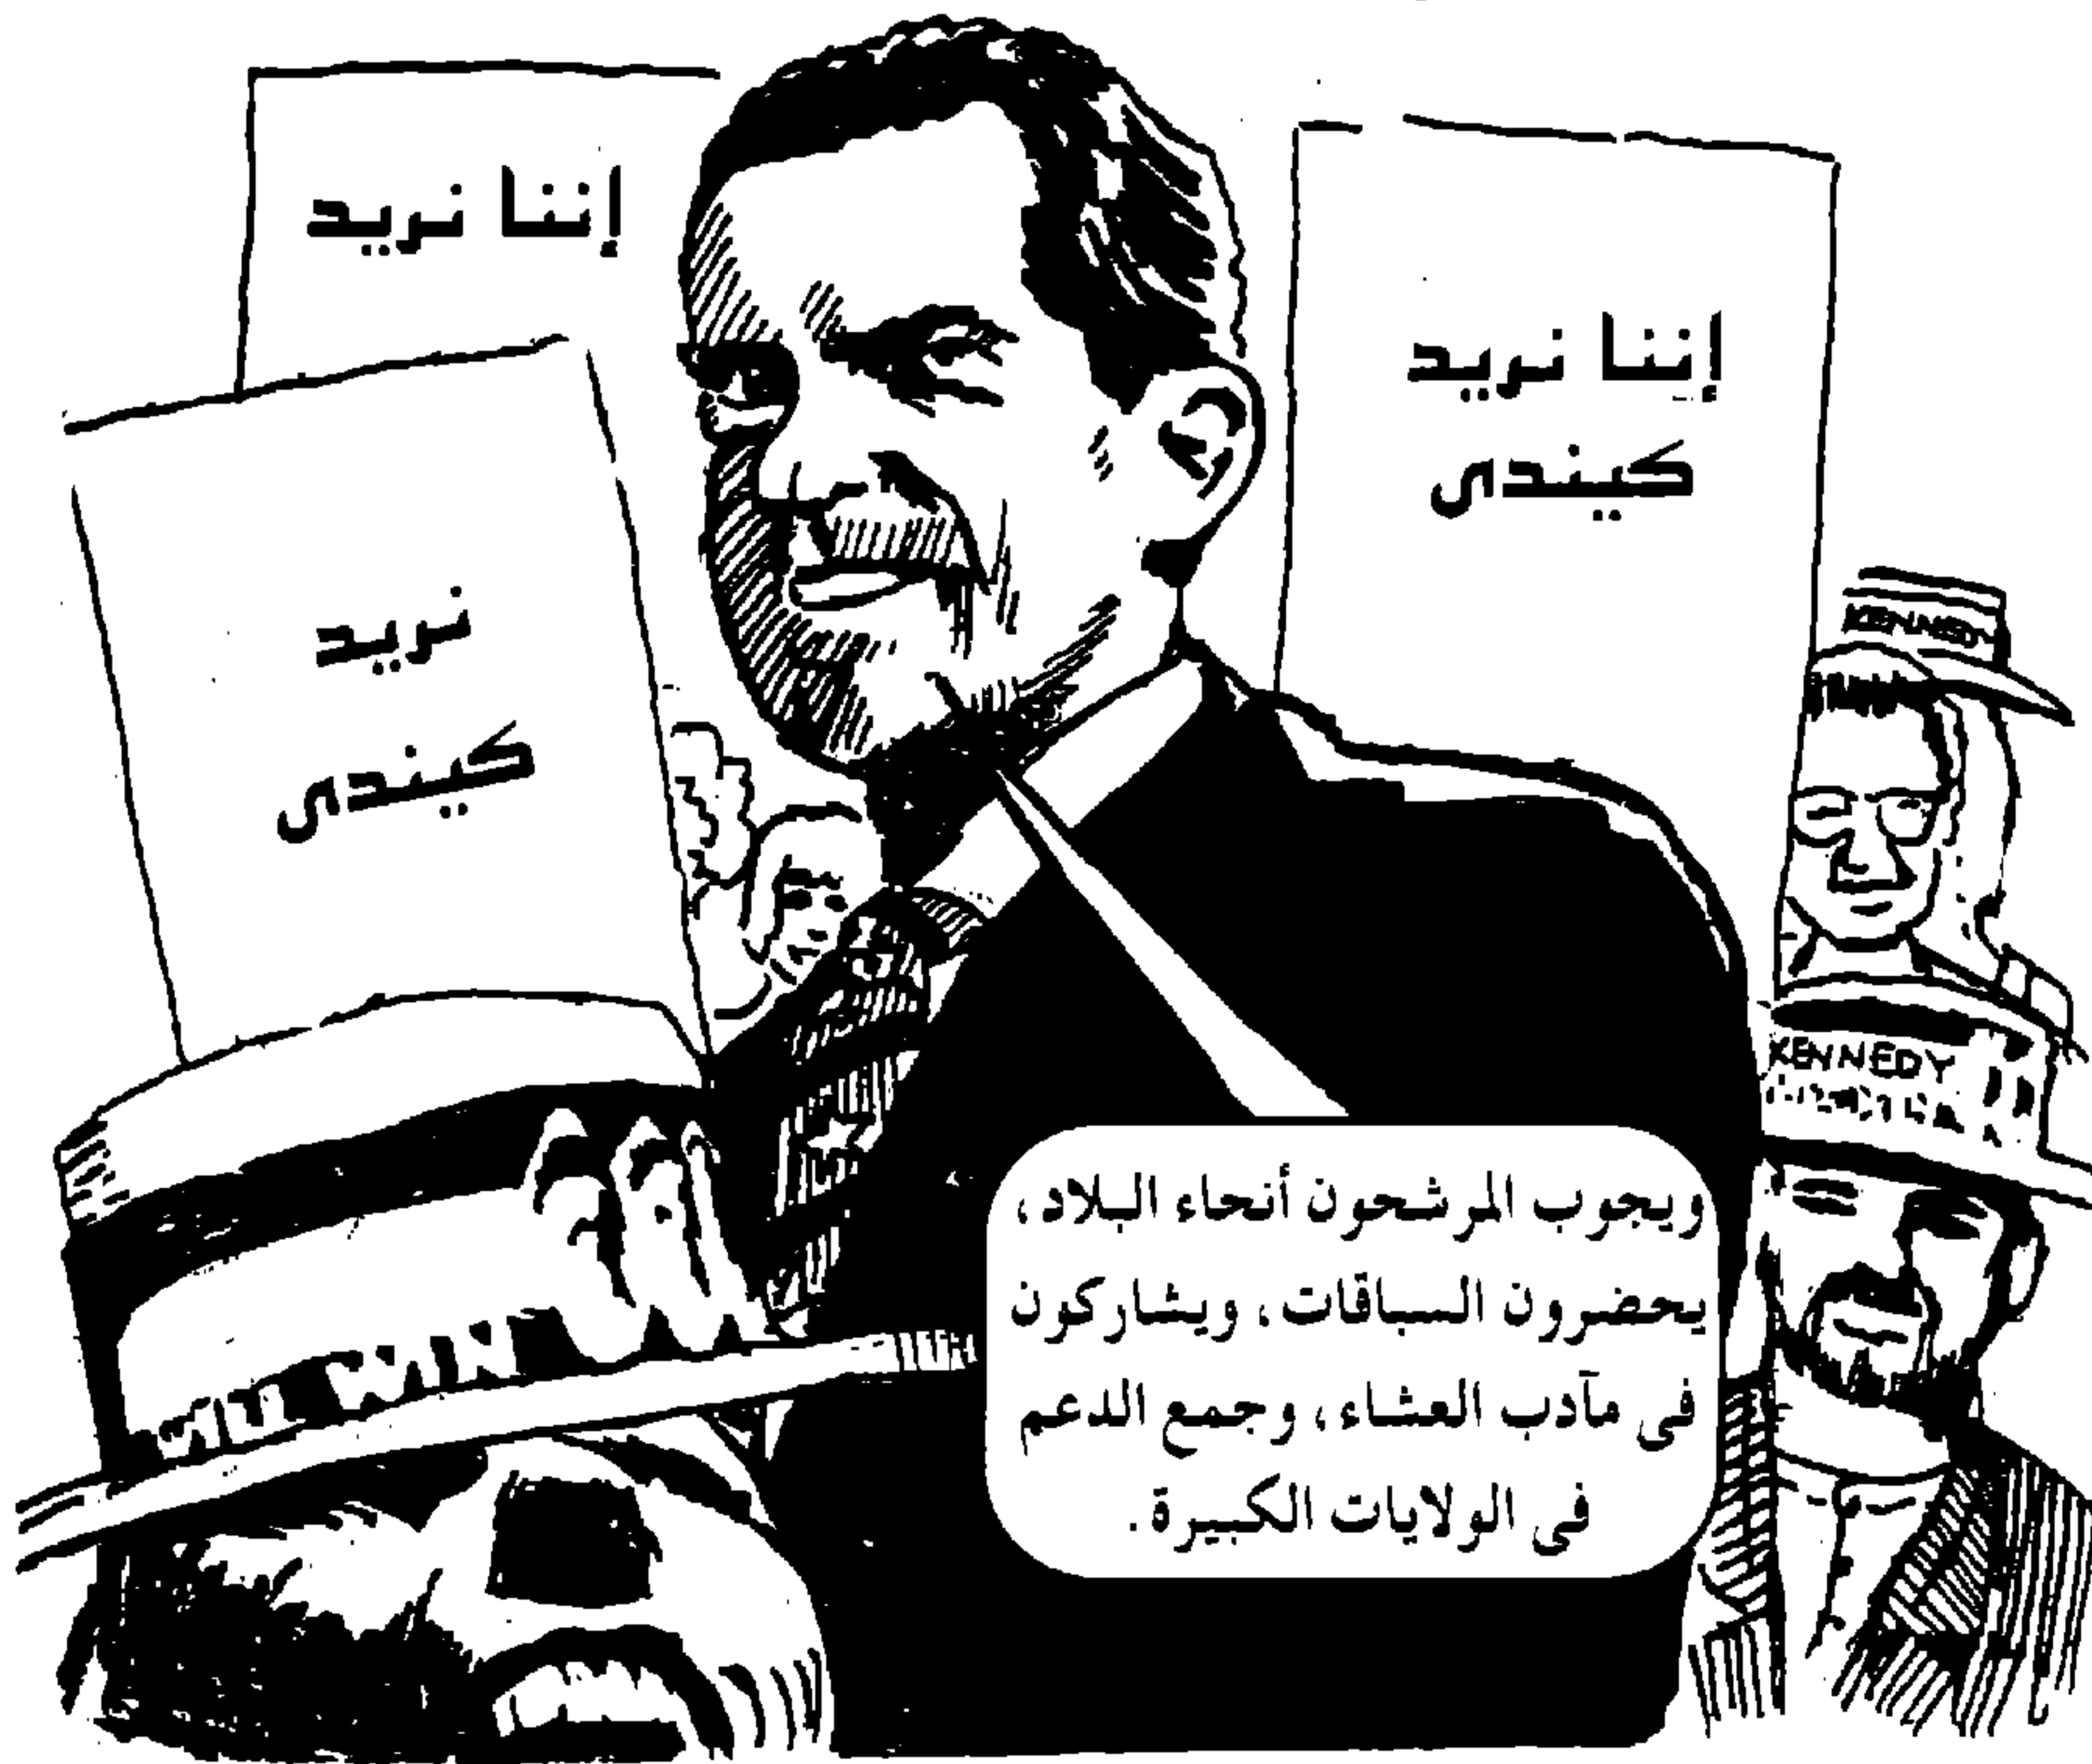 إننا نريد
إننا نريد
كيندى
نريد
كيندى
KENNEDY
KENNEDY
ويجوب المرشحون أنحاء البلاد،
يحضرون السباقات، ويشاركون
فى مآدب العشاء، وجمع الدعم
فى الولايات الكبيرة.